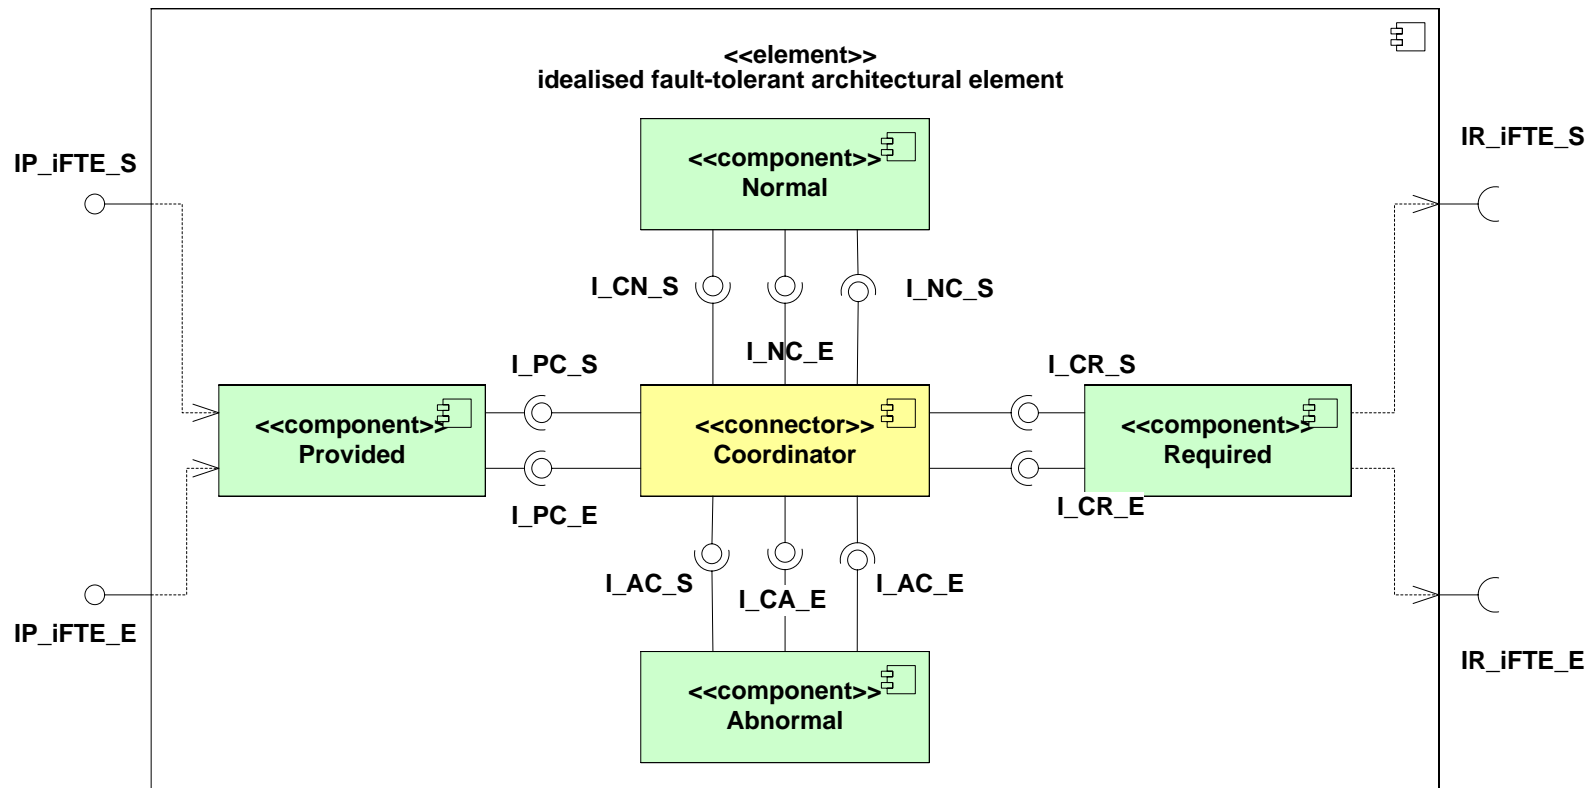 <<element>>
idealised fault-tolerant architectural element
IP_iFTE_S
IR_iFTE_S
<<component>>
Normal
I_CN_S
I_NC_S
I_NC_E
I_PC_S
I_CR_S
<<component>>
Provided
<<connector>>
Coordinator
<<component>>
Required
I_PC_E
I_CR_E
I_AC_S
I_CA_E
I_AC_E
IP_iFTE_E
IR_iFTE_E
<<component>>
Abnormal